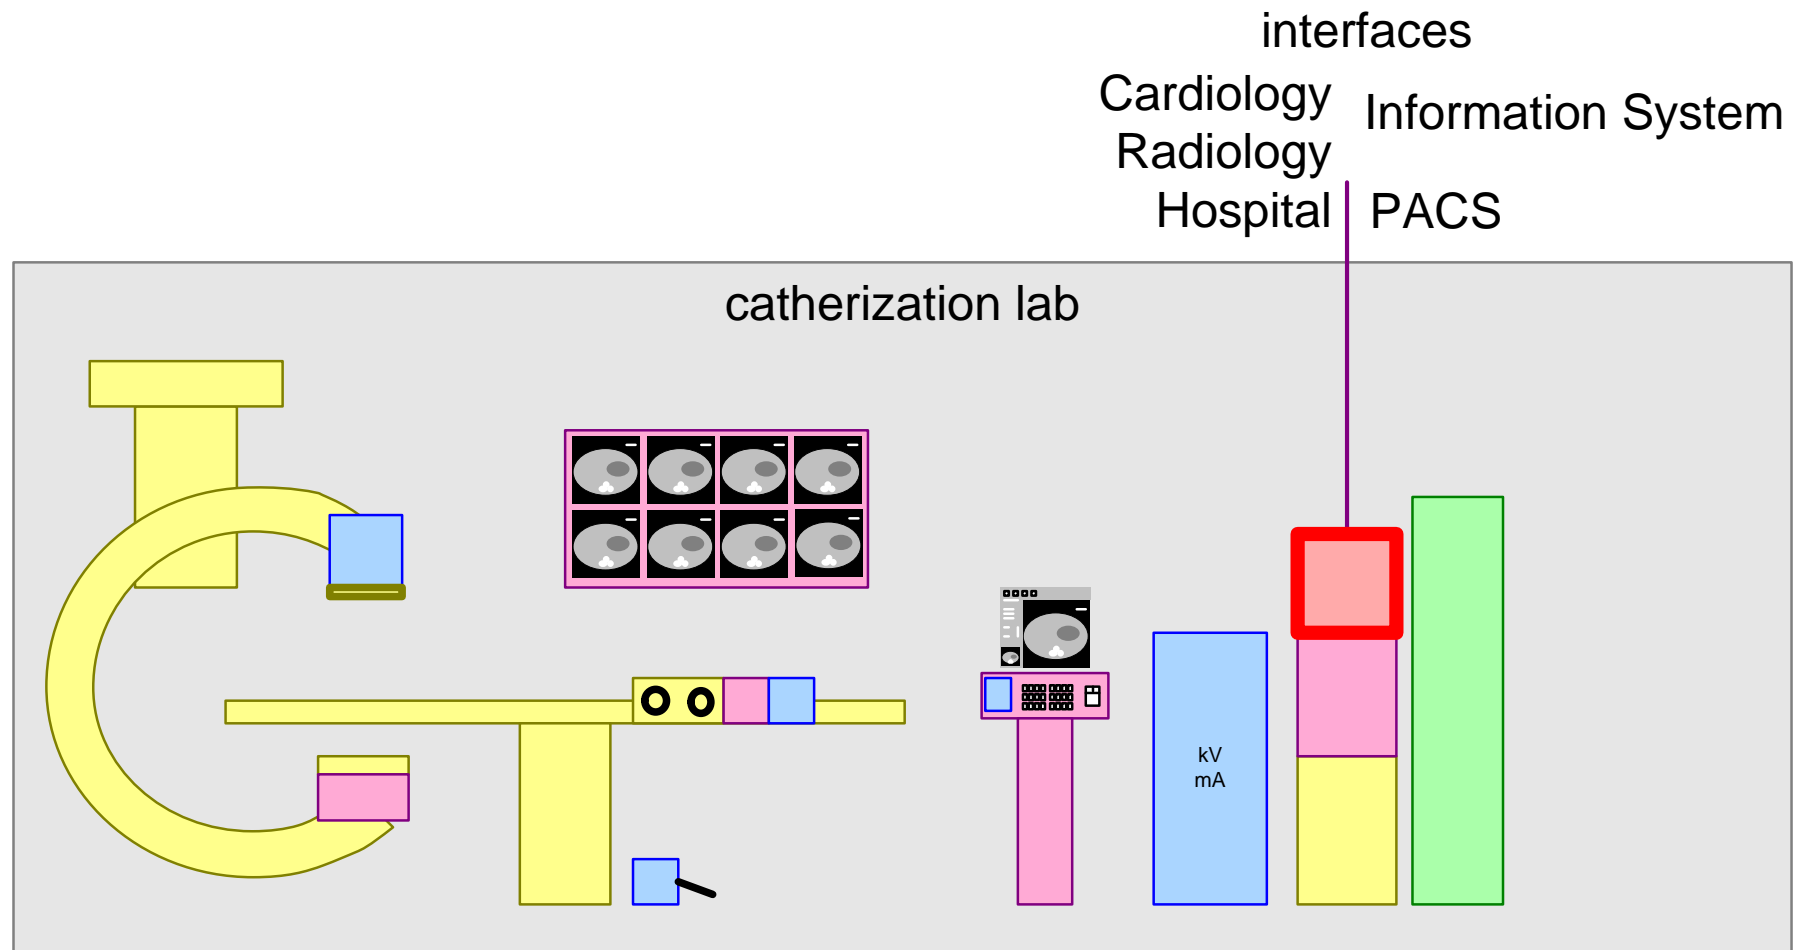 interfaces
Cardiology
Information System
Radiology
Hospital
PACS
catherization lab
kV
mA